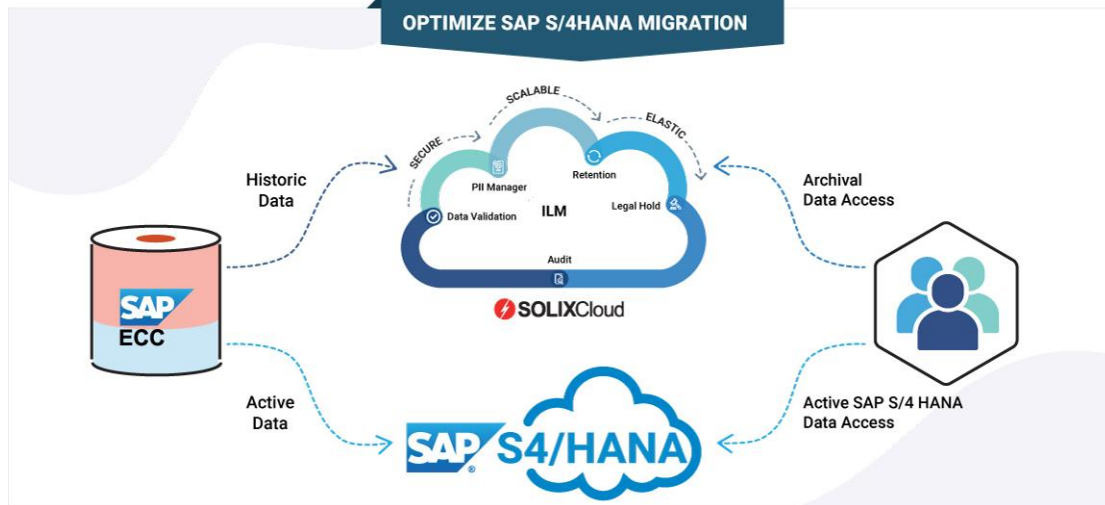 OPTIMIZE SAP S/4HANA MIGRATION
SECURE
SCALABLE
ELASTIC
Historic
Data
PII Manager
Retention
Data Validation
ILM
Legal Hold
Audit
SOLIXCloud
Archival
Data Access
SAP
ECC
Active
Data
SAP®
S4/HANA
Active SAP S/4 HANA
Data Access